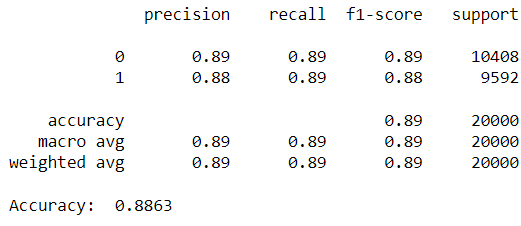 precision recall f1-score support
0 0.89 0.89 0.89 10408
1 0.88 0.89 0.88 9592
accuracy 0.89 20000
macro avg 0.89 0.89 0.89 20000
weighted avg 0.89 0.89 0.89 20000
Accuracy: 0.8863